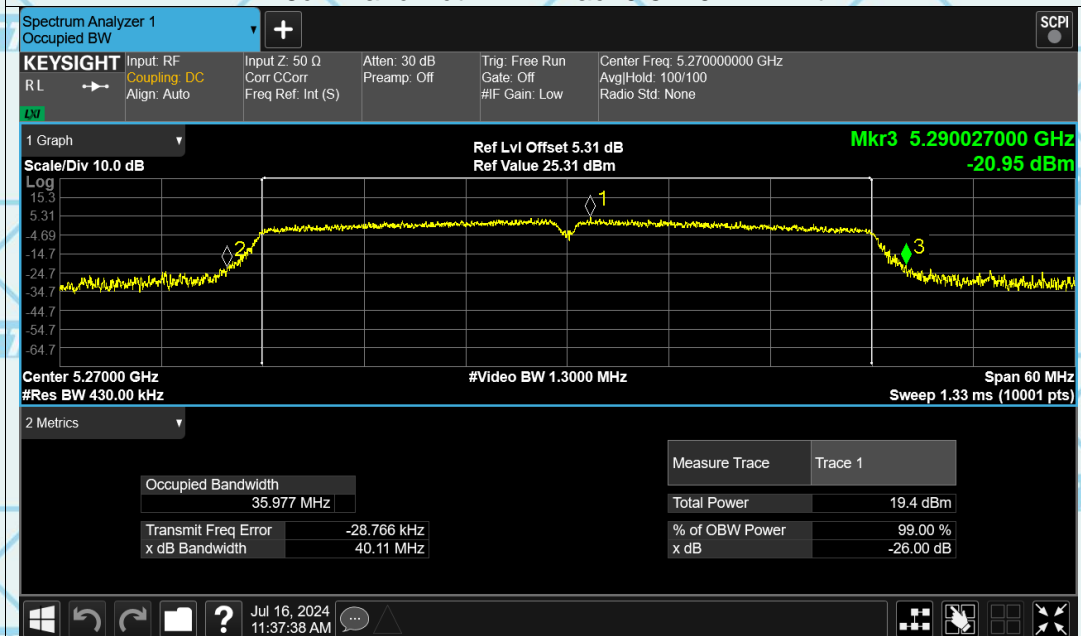 Spectrum Analyzer 1
Occupied BW
+
SCPI
KEYSIGHT
R L
LXI
Input: RF
Coupling: DC
Align: Auto
Input Z: 50 Ω
Corr CCorr
Freq Ref: Int (S)
Atten: 30 dB
Preamp: Off
Trig: Free Run
Gate: Off
#IF Gain: Low
Center Freq: 5.270000000 GHz
Avg|Hold: 100/100
Radio Std: None
1 Graph
Scale/Div 10.0 dB
Log
Ref Lvl Offset 5.31 dB
Ref Value 25.31 dBm
Mkr3 5.290027000 GHz
-20.95 dBm
15.3
5.31
-4.69
-14.7
-24.7
-34.7
-44.7
-54.7
-64.7
1
2
3
Center 5.27000 GHz
#Video BW 1.3000 MHz
Span 60 MHz
#Res BW 430.00 kHz
Sweep 1.33 ms (10001 pts)
2 Metrics
Occupied Bandwidth
35.977 MHz
Transmit Freq Error -28.766 kHz
x dB Bandwidth 40.11 MHz
Measure Trace Trace 1
Total Power 19.4 dBm
% of OBW Power 99.00 %
x dB -26.00 dB
?
Jul 16, 2024
11:37:38 AM